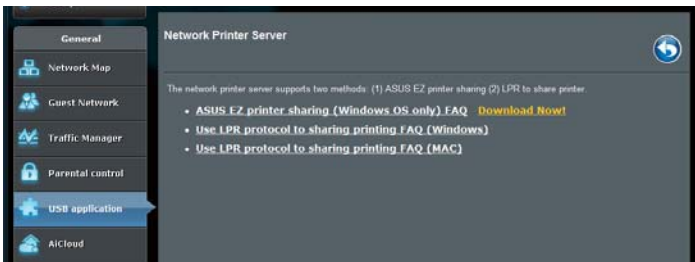 General
Network Map
Guest Network
Traffic Manager
Parental control
USB application
AiCloud
Network Printer Server
The network printer server supports two methods: (1) ASUS EZ printer sharing (2) LPR to share printer.
ASUS EZ printer sharing (Windows OS only) FAQ Download Now!
Use LPR protocol to sharing printing FAQ (Windows)
Use LPR protocol to sharing printing FAQ (MAC)